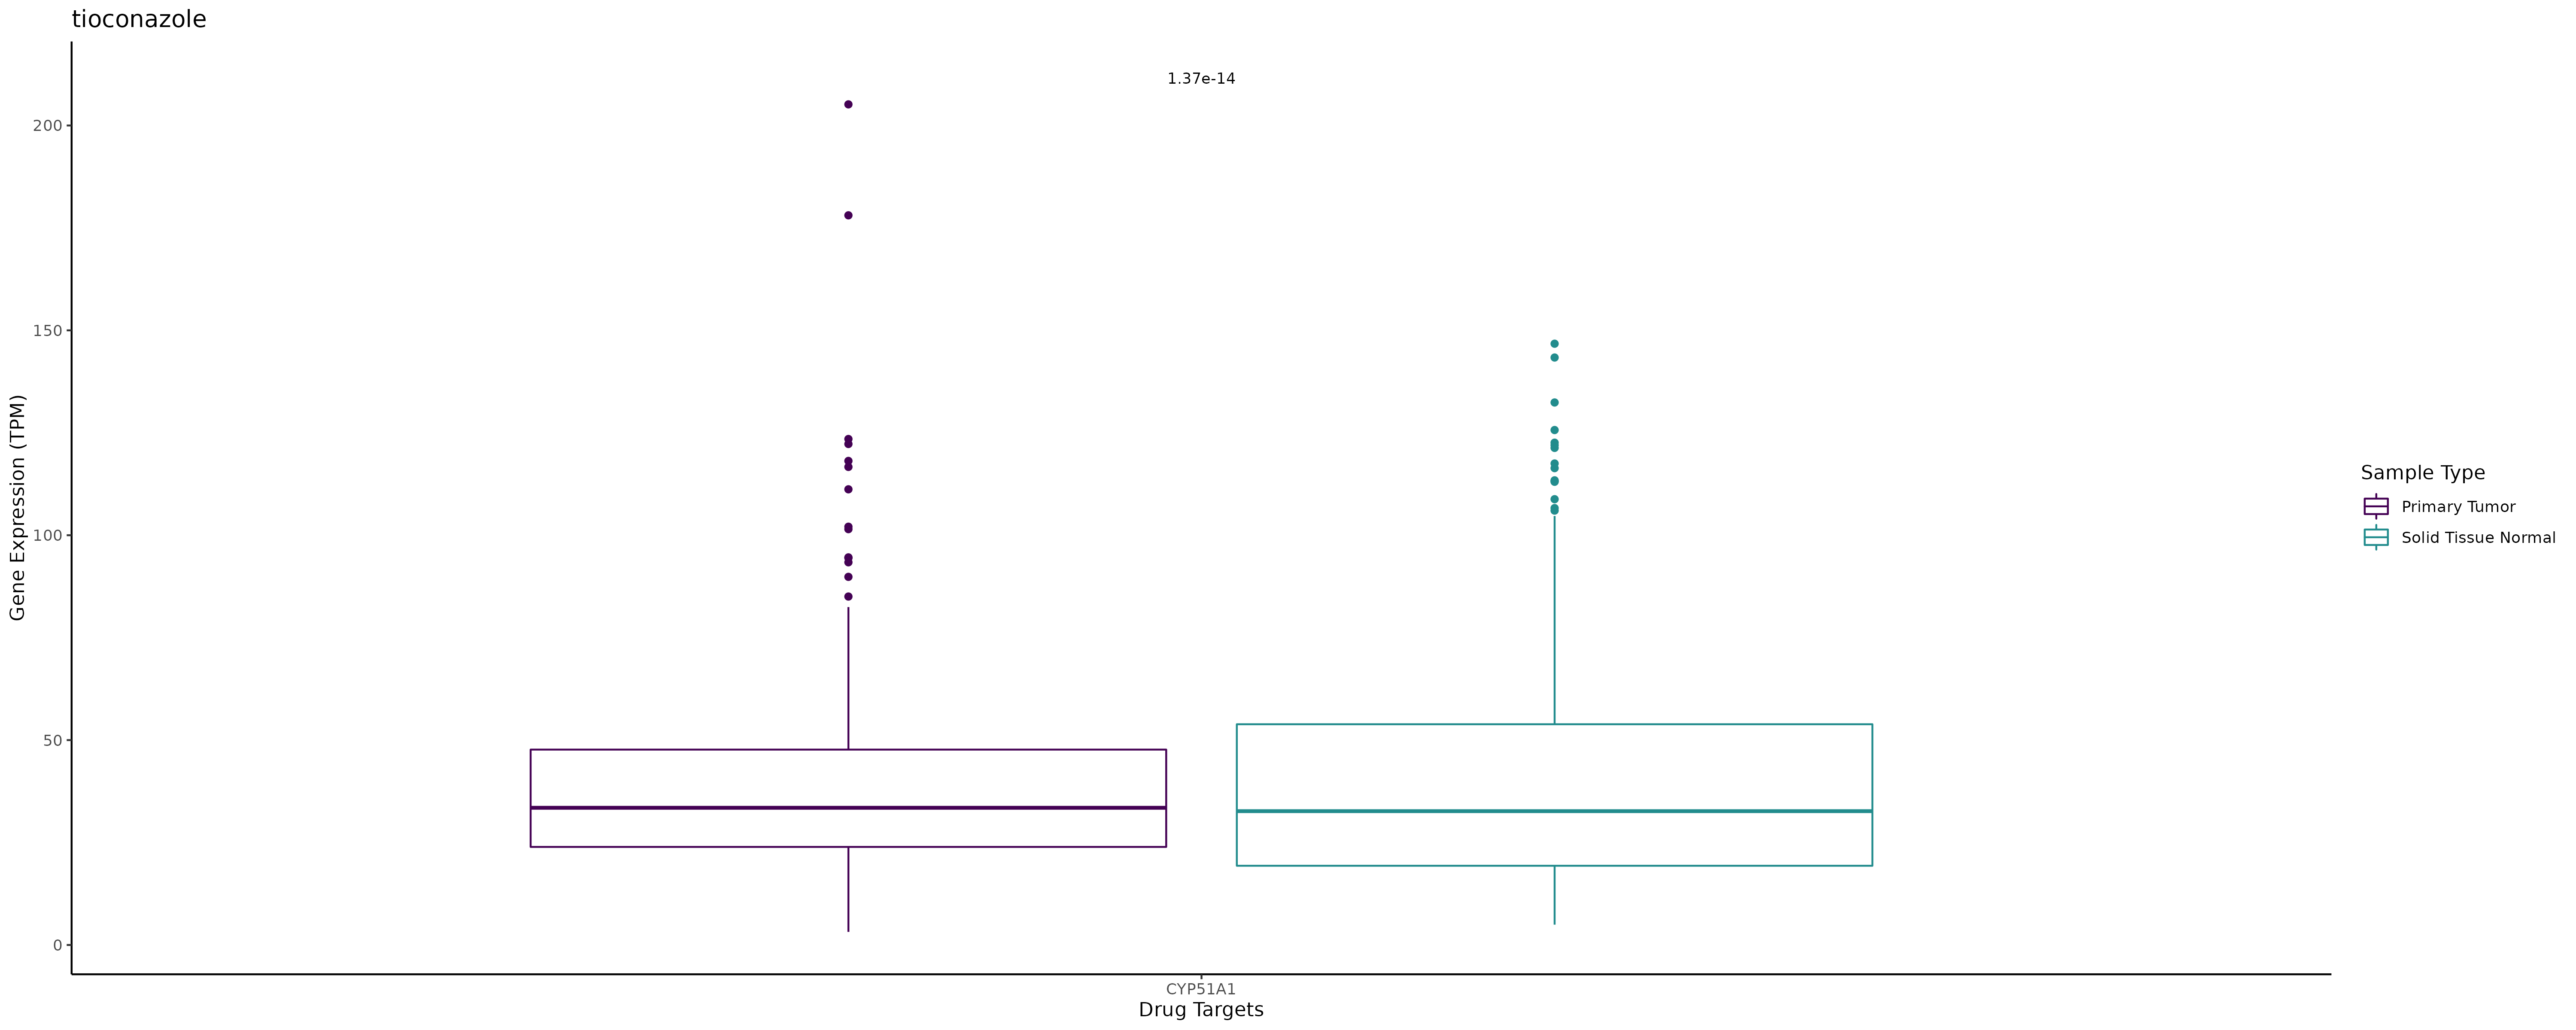 tioconazole
1.37e-14
200
150
100
50
0
Gene Expression (TPM)
CYP51A1
Drug Targets
Sample Type
Primary Tumor
Solid Tissue Normal